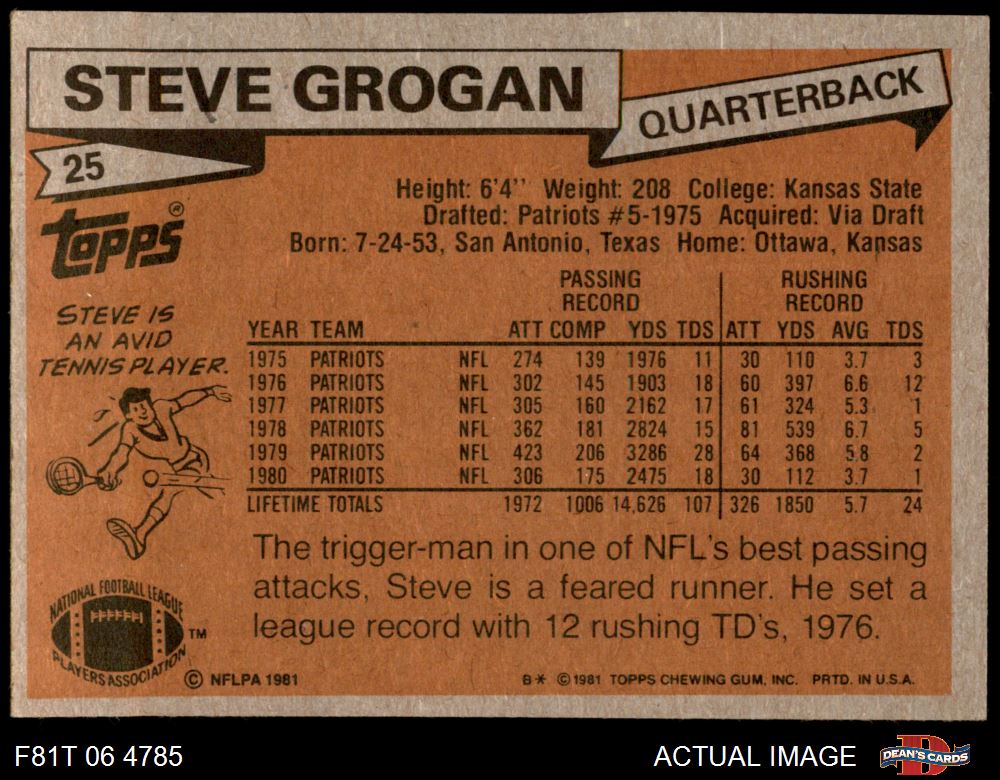 STEVE GROGAN
QUARTERBACK
25
topps®
Height: 6'4'' Weight: 208 College: Kansas State
Drafted: Patriots #5-1975 Acquired: Via Draft
Born: 7-24-53, San Antonio, Texas Home: Ottawa, Kansas
STEVE IS
AN AVID
TENNIS PLAYER.
PASSING RECORD RUSHING RECORD
YEAR TEAM ATT COMP YDS TDS ATT YDS AVG TDS
1975 PATRIOTS NFL 274 139 1976 11 30 110 3.7 3
1976 PATRIOTS NFL 302 145 1903 18 60 397 6.6 12
1977 PATRIOTS NFL 305 160 2162 17 61 324 5.3 1
1978 PATRIOTS NFL 362 181 2824 15 81 539 6.7 5
1979 PATRIOTS NFL 423 206 3286 28 64 368 5.8 2
1980 PATRIOTS NFL 306 175 2475 18 30 112 3.7 1
LIFETIME TOTALS 1972 1006 14,626 107 326 1850 5.7 24
The trigger-man in one of NFL's best passing
attacks, Steve is a feared runner. He set a
league record with 12 rushing TD's, 1976.
NATIONAL FOOTBALL LEAGUE
PLAYERS ASSOCIATION
TM
© NFLPA 1981
B* © 1981 TOPPS CHEWING GUM, INC. PRTD. IN U.S.A.
F81T 06 4785
ACTUAL IMAGE
DEAN'S CARDS